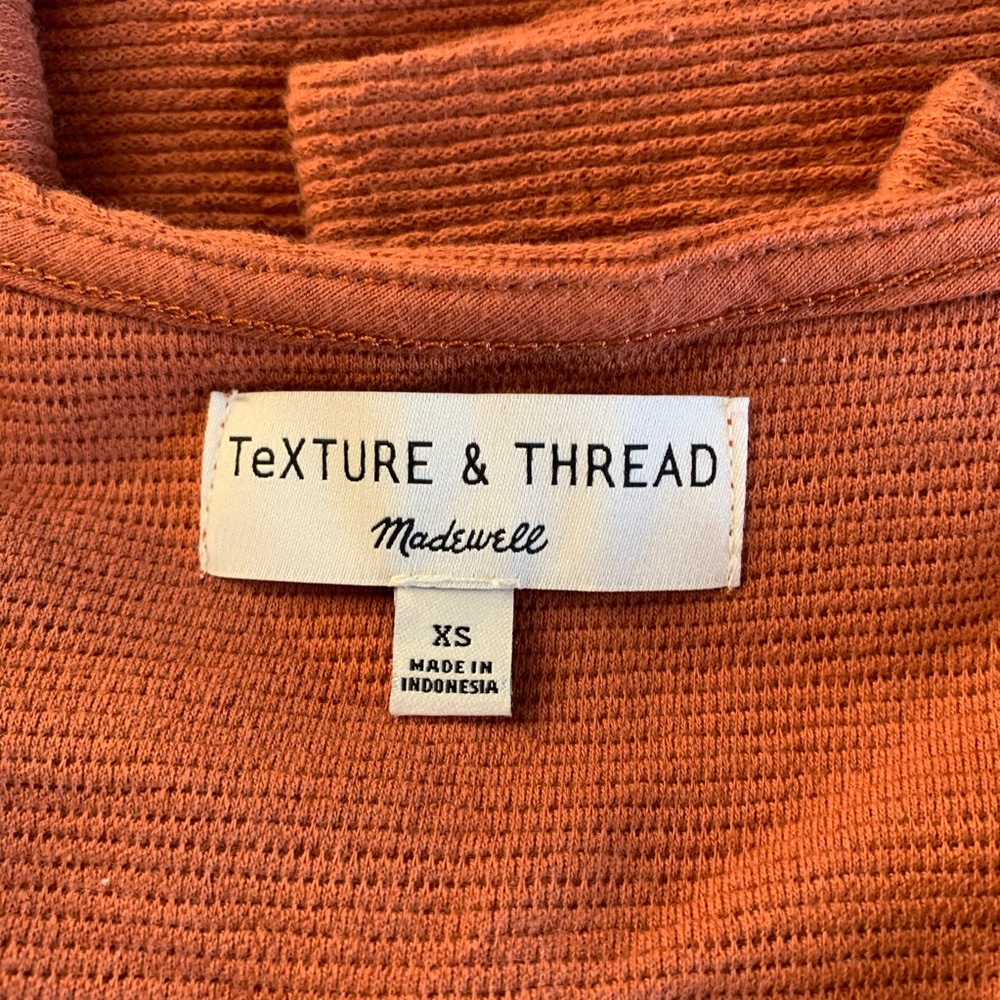 TeXTURE & THREAD
Madewell
XS
MADE IN
INDONESIA